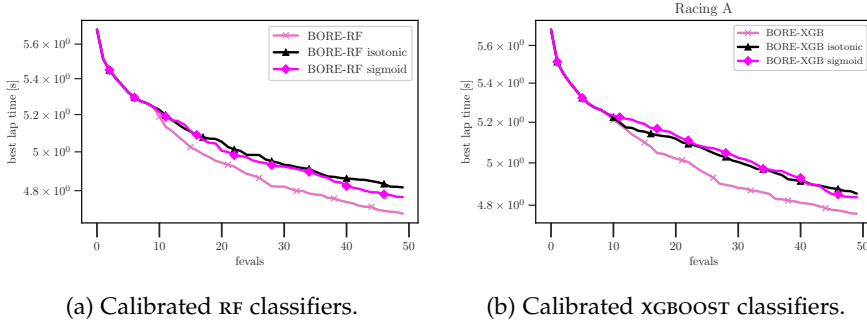 BORE-RF
BORE-RF isotonic
BORE-RF sigmoid
best lap time [s]
5.6 × 10⁰
5.4 × 10⁰
5.2 × 10⁰
5 × 10⁰
4.8 × 10⁰
0 10 20 30 40 50
fevals
(a) Calibrated RF classifiers.
Racing A
BORE-XGB
BORE-XGB isotonic
BORE-XGB sigmoid
best lap time [s]
5.6 × 10⁰
5.4 × 10⁰
5.2 × 10⁰
5 × 10⁰
4.8 × 10⁰
0 10 20 30 40 50
fevals
(b) Calibrated XGBOOST classifiers.